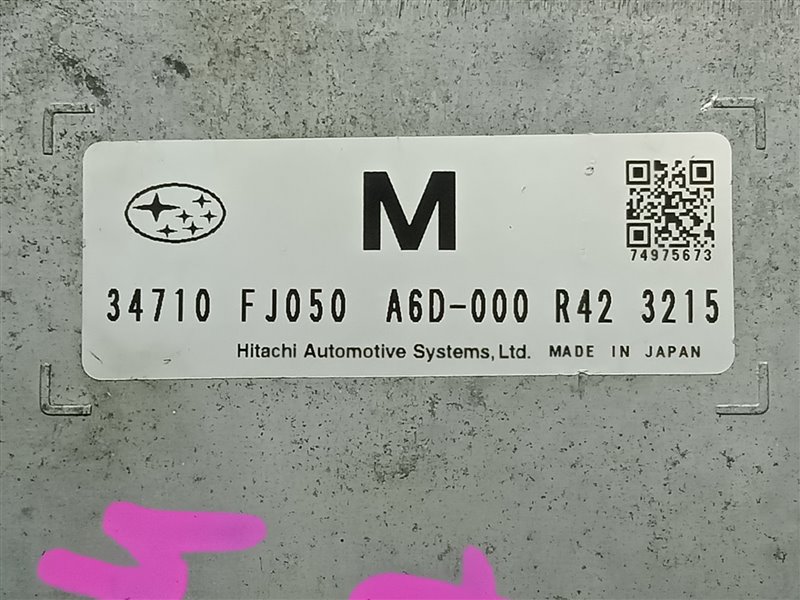 M
74975673
34710 FJ050 A6D-000 R42 3215
Hitachi Automotive Systems, Ltd. MADE IN JAPAN